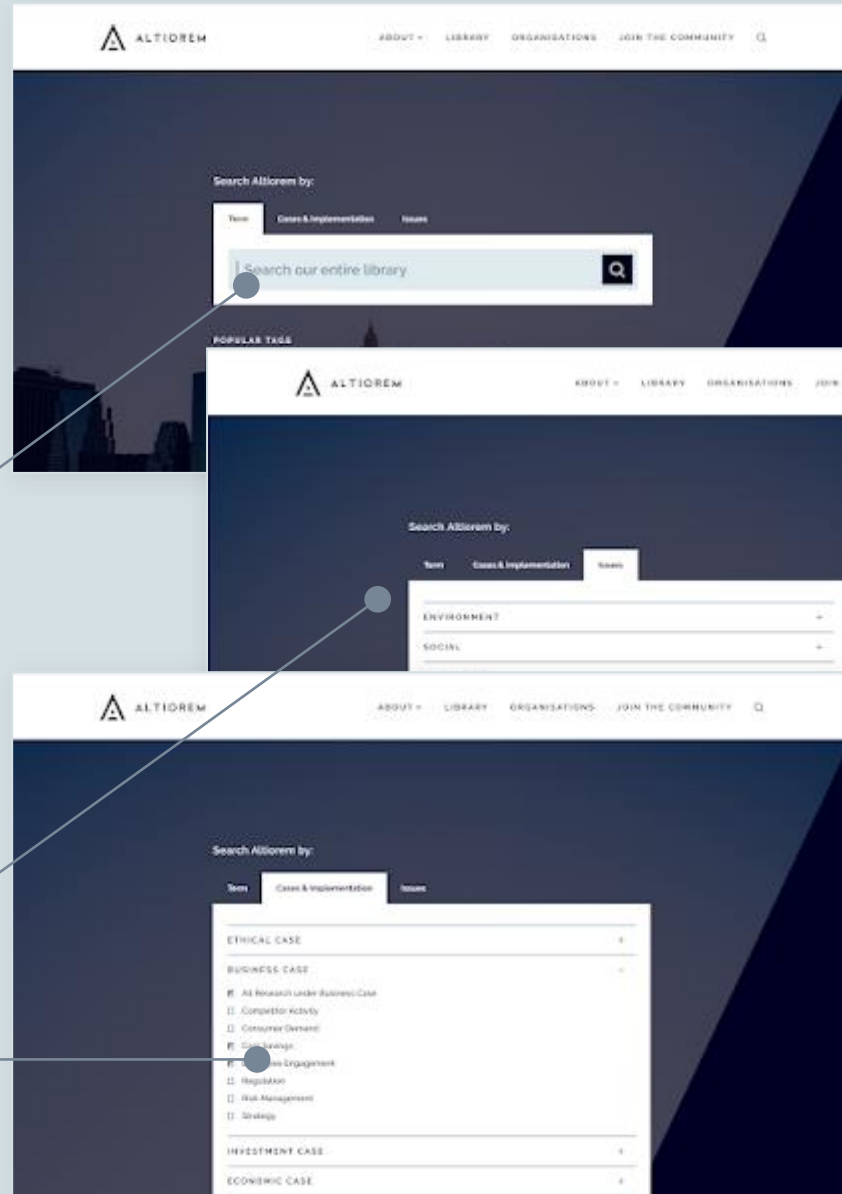 ALTIOREM
ABOUT LIBRARY ORGANISATIONS JOIN THE COMMUNITY
Search Altiorem by:
Term Cases & Implementation Issues
Search our entire library
POPULAR TAGS
ALTIOREM
ABOUT LIBRARY ORGANISATIONS JOIN
Search Altiorem by:
Term Cases & Implementation Issues
ENVIRONMENT +
SOCIAL +
ALTIOREM
ABOUT LIBRARY ORGANISATIONS JOIN THE COMMUNITY
Search Altiorem by:
Term Cases & Implementation Issues
ETHICAL CASE +
BUSINESS CASE -
All Research under Business Case
Competitor Activity
Consumer Demand
Cost Savings
Engagement
Regulation
Risk Management
Strategy
INVESTMENT CASE +
ECONOMIC CASE +